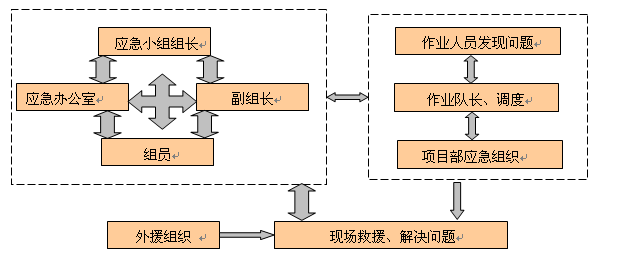 应急小组组长
应急办公室
副组长
组员
作业人员发现问题
作业队长、调度
项目部应急组织
外援组织
现场救援、解决问题